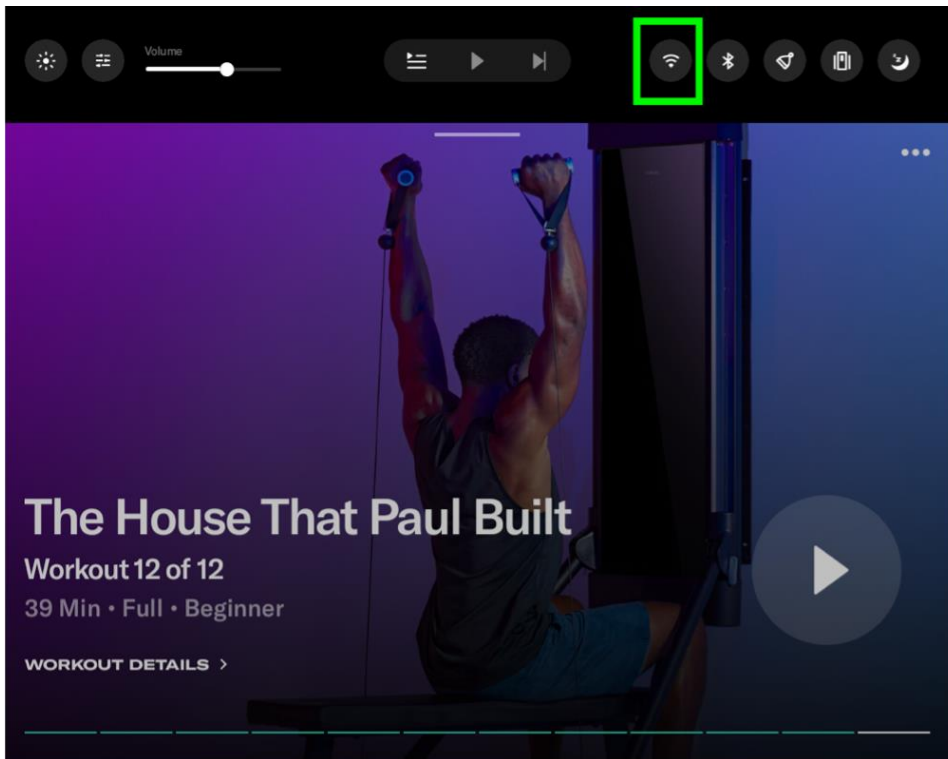 Volume
The House That Paul Built
Workout 12 of 12
39 Min • Full • Beginner
WORKOUT DETAILS >